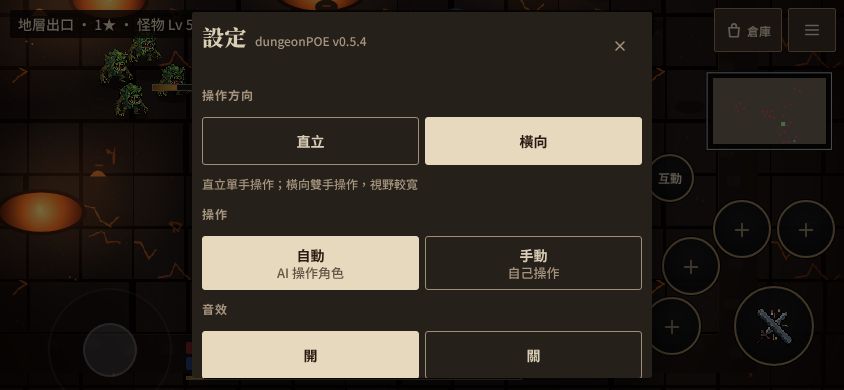 地層出口 · 1★ · 怪物 Lv 5
設定 dungeonPOE v0.5.4
×
倉庫
操作方向
直立
橫向
直立單手操作；橫向雙手操作，視野較寬
互動
操作
自動
AI 操作角色
手動
自己操作
音效
開
關